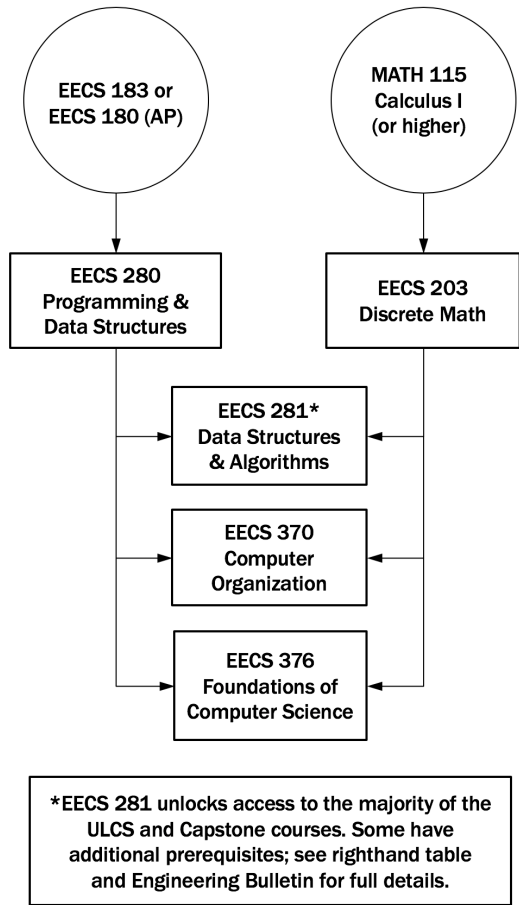 EECS 183 or
EECS 180 (AP)
MATH 115
Calculus I
(or higher)
EECS 280
Programming &
Data Structures
EECS 203
Discrete Math
EECS 281*
Data Structures
& Algorithms
EECS 370
Computer
Organization
EECS 376
Foundations of
Computer Science
*EECS 281 unlocks access to the majority of the
ULCS and Capstone courses. Some have
additional prerequisites; see righthand table
and Engineering Bulletin for full details.